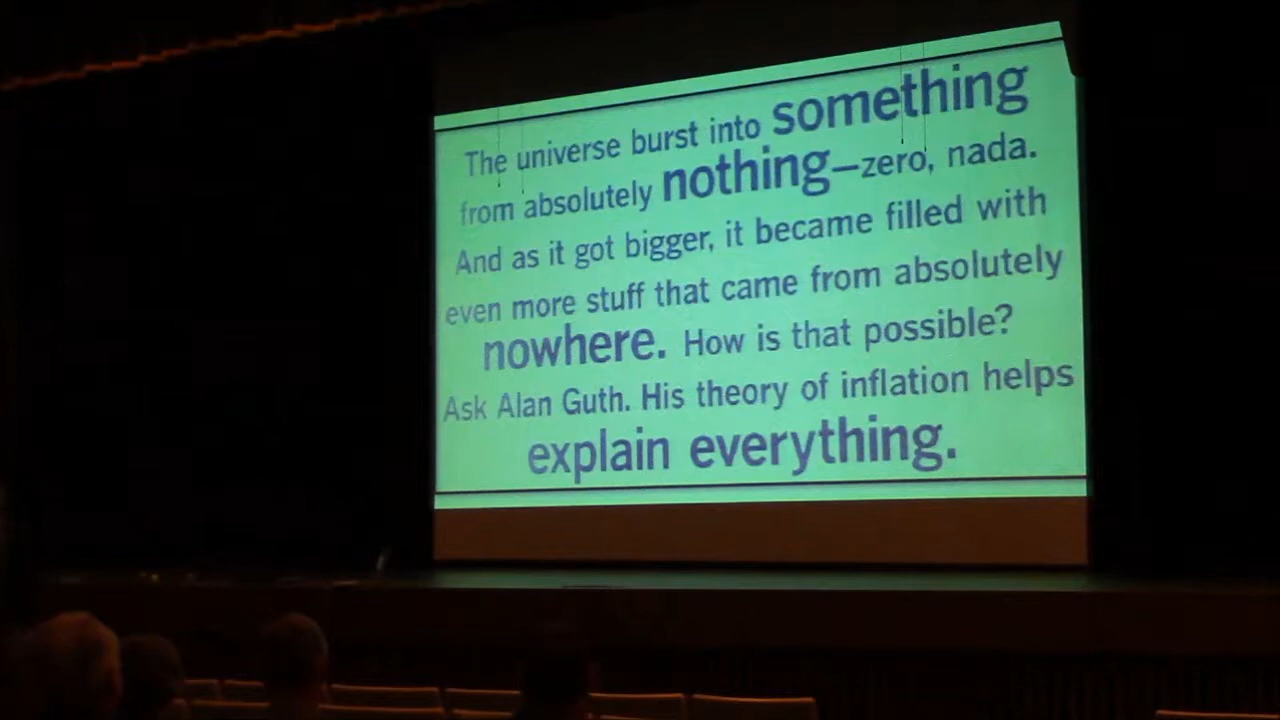 The universe burst into something
from absolutely nothing—zero, nada.
And as it got bigger, it became filled with
even more stuff that came from absolutely
nowhere. How is that possible?
Ask Alan Guth. His theory of inflation helps
explain everything.